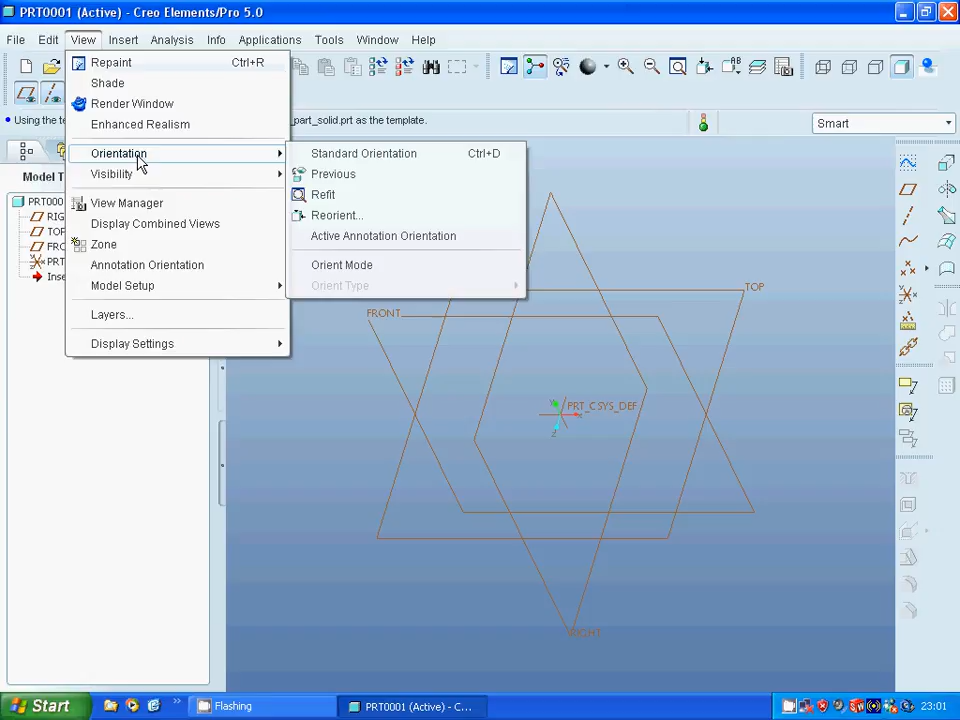 PRT0001 (Active) - Creo Elements/Pro 5.0
File Edit View Insert Analysis Info Applications Tools Window Help
Repaint Ctrl+R
Shade
Render Window
Enhanced Realism
Orientation
Visibility
View Manager
Display Combined Views
Zone
Annotation Orientation
Model Setup
Layers...
Display Settings
Standard Orientation Ctrl+D
Previous
Refit
Reorient...
Active Annotation Orientation
Orient Mode
Orient Type
Using the te
_part_solid.prt as the template.
Smart
Model T
PRT000
RIG
TOP
FRO
PRT
Inse
TOP
FRONT
PRT_CSYS_DEF
X
Y
Z
RIGHT
Start
Flashing
PRT0001 (Active) - C...
23:01